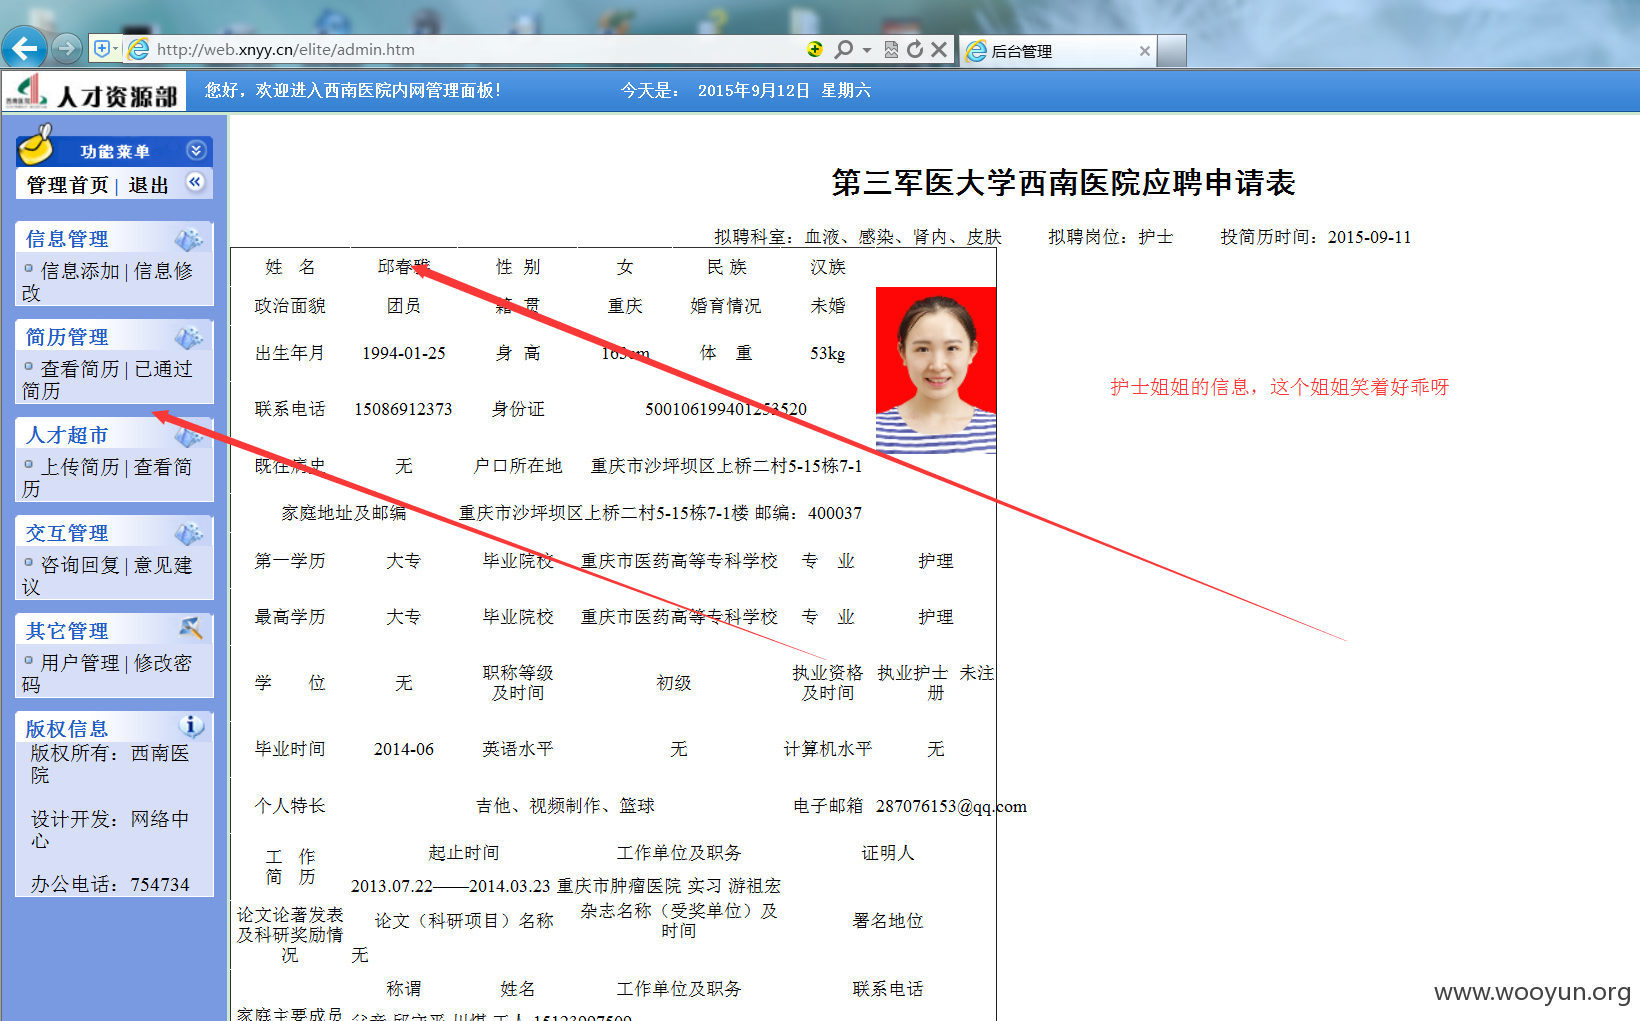 http://web.xnyy.cn/elite/admin.htm
后台管理
人才资源部
您好，欢迎进入西南医院内网管理面板！ 今天是： 2015年9月12日 星期六
功能菜单
管理首页 | 退出
信息管理
信息添加 | 信息修
改
简历管理
查看简历 | 已通过
简历
人才超市
上传简历 | 查看简
历
交互管理
咨询回复 | 意见建
议
其它管理
用户管理 | 修改密
码
版权信息
版权所有：西南医
院
设计开发：网络中
心
办公电话：754734
第三军医大学西南医院应聘申请表
拟聘科室：血液、感染、肾内、皮肤 拟聘岗位：护士 投简历时间：2015-09-11
姓 名 邱春雅 性 别 女 民 族 汉族
政治面貌 团员 籍 贯 重庆 婚育情况 未婚
出生年月 1994-01-25 身 高 163cm 体 重 53kg
护士姐姐的信息，这个姐姐笑着好乖呀
联系电话 15086912373 身份证 500106199401253520
既往病史 无 户口所在地 重庆市沙坪坝区上桥二村5-15栋7-1
家庭地址及邮编 重庆市沙坪坝区上桥二村5-15栋7-1楼 邮编：400037
第一学历 大专 毕业院校 重庆市医药高等专科学校 专 业 护理
最高学历 大专 毕业院校 重庆市医药高等专科学校 专 业 护理
学 位 无 职称等级及时间 初级 执业资格及时间 执业护士 未注册
毕业时间 2014-06 英语水平 无 计算机水平 无
个人特长 吉他、视频制作、篮球 电子邮箱 287076153@qq.com
工 作
简 历
起止时间 工作单位及职务 证明人
2013.07.22——2014.03.23 重庆市肿瘤医院 实习 游祖宏
论文论著发表
及科研奖励情
况
论文（科研项目）名称 杂志名称（受奖单位）及
时间 署名地位
无
称谓 姓名 工作单位及职务 联系电话
家庭主要成员
www.wooyun.org